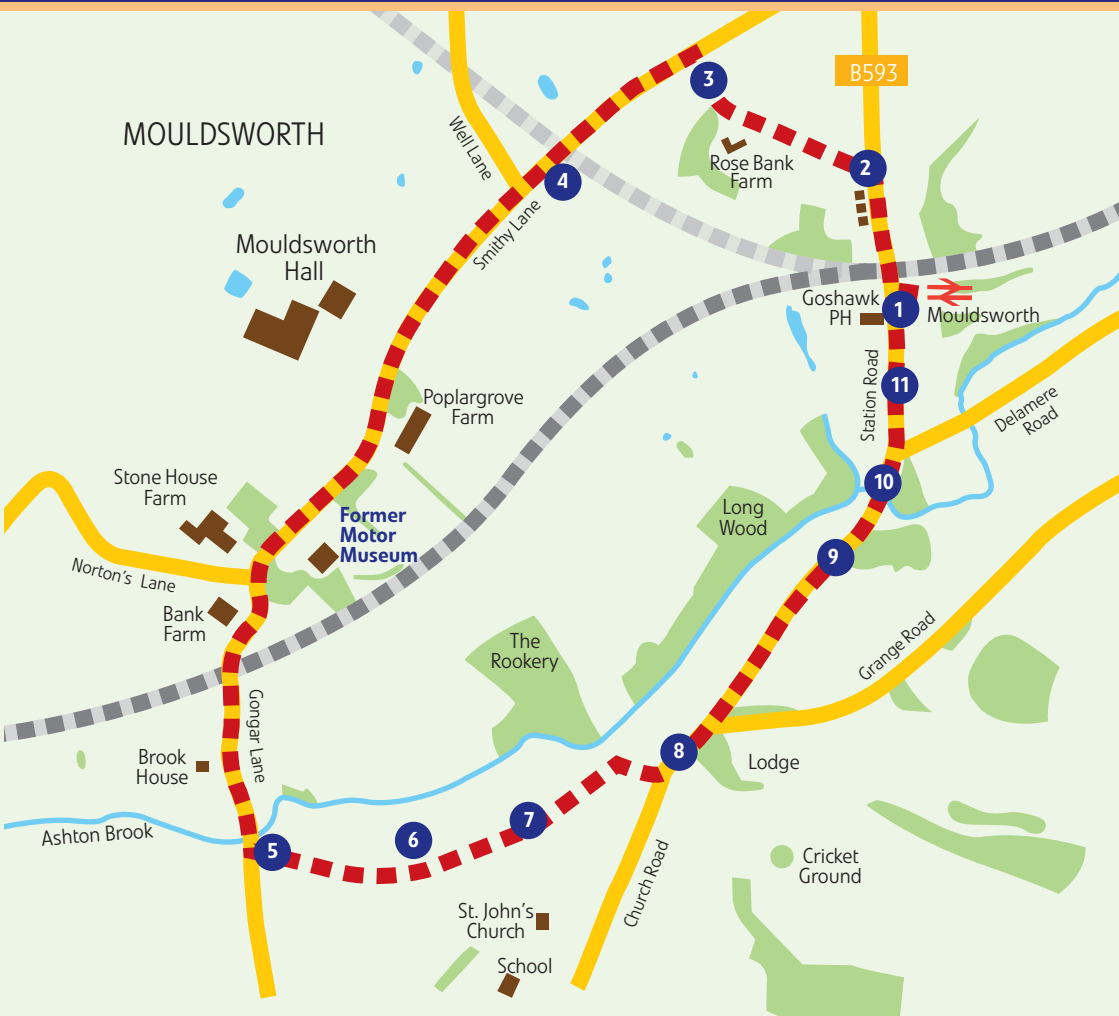 B593
3
MOULDSWORTH
Well Lane
Rose Bank
Farm
2
4
Smithy Lane
Mouldsworth
Hall
Goshawk
PH
1
Mouldsworth
Station Road
11
Delamere
Road
Poplargrove
Farm
Stone House
Farm
10
Former
Motor
Museum
Long
Wood
9
Norton's Lane
Bank
Farm
The
Rookery
Grange Road
Gongar Lane
8
Brook
House
Lodge
Ashton Brook
7
6
5
Cricket
Ground
Church Road
St. John's
Church
School